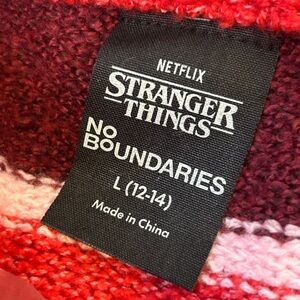 NETFLIX
STRANGER
THINGS
NO
BOUNDARIES
L (12-14)
Made in China